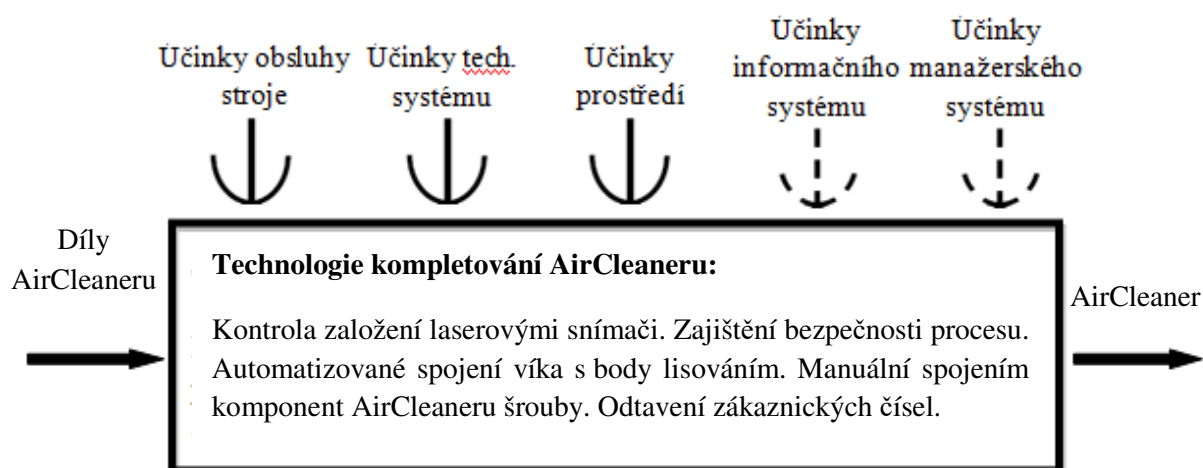 Účinky obsluhy
stroje
Účinky tech.
systému
Účinky
prostředí
Účinky
informačního
systému
Účinky
manažerského
systému
Díly
AirCleaneru
Technologie kompletování AirCleaneru:
Kontrola založení laserovými snímači. Zajištění bezpečnosti procesu.
Automatizované spojení víka s body lisováním. Manuální spojením
komponent AirCleaneru šrouby. Odtavení zákaznických čísel.
AirCleaner